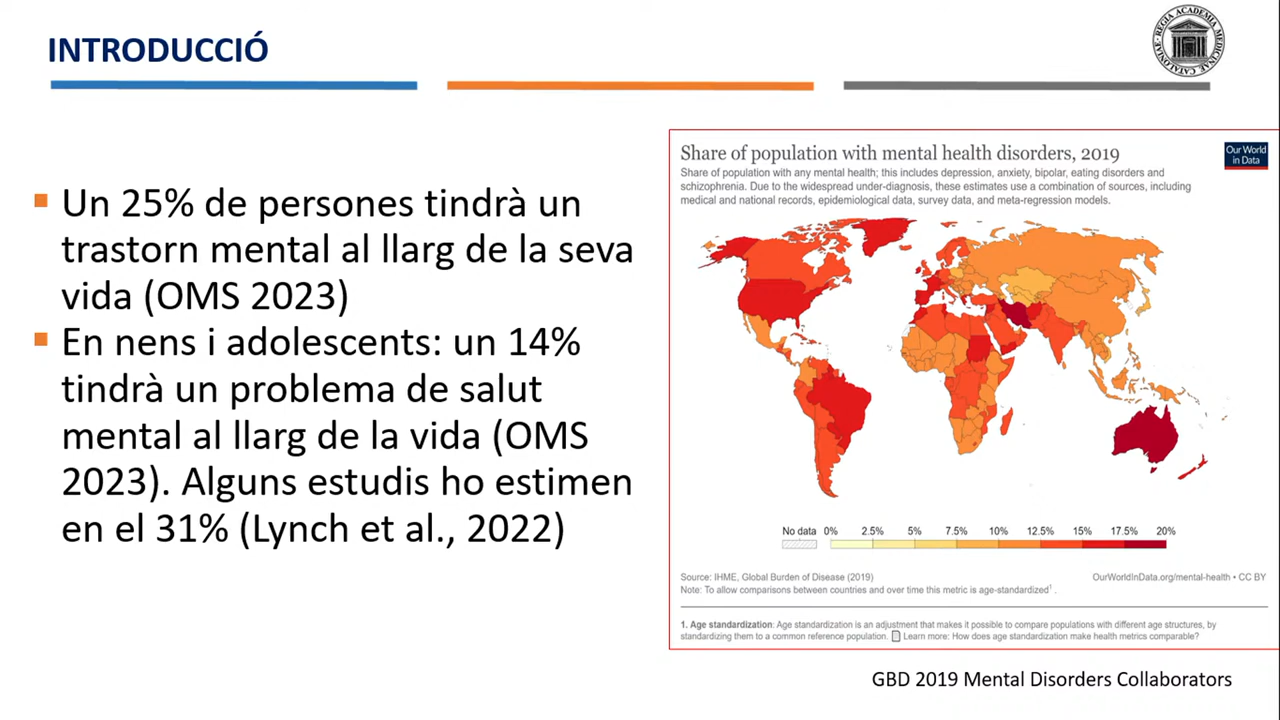 INTRODUCCIÓ
REGIA ACADEMIA MEDICINAE CATALONIAE
Un 25% de persones tindrà un
trastorn mental al llarg de la seva
vida (OMS 2023)
En nens i adolescents: un 14%
tindrà un problema de salut
mental al llarg de la vida (OMS
2023). Alguns estudis ho estimen
en el 31% (Lynch et al., 2022)
Share of population with mental health disorders, 2019
Our World
in Data
Share of population with any mental health; this includes depression, anxiety, bipolar, eating disorders and
schizophrenia. Due to the widespread under-diagnosis, these estimates use a combination of sources, including
medical and national records, epidemiological data, survey data, and meta-regression models.
No data 0% 2.5% 5% 7.5% 10% 12.5% 15% 17.5% 20%
Source: IHME, Global Burden of Disease (2019)
OurWorldInData.org/mental-health • CC BY
Note: To allow comparisons between countries and over time this metric is age-standardized¹ .
1. Age standardization: Age standardization is an adjustment that makes it possible to compare populations with different age structures, by
standardizing them to a common reference population. Learn more: How does age standardization make health metrics comparable?
GBD 2019 Mental Disorders Collaborators